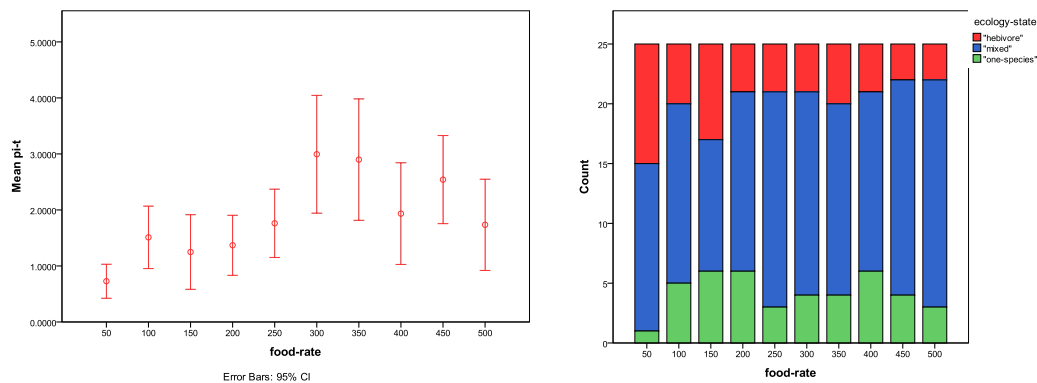 5.0000
4.0000
3.0000
2.0000
1.0000
0.0000
Mean pi-t
50 100 150 200 250 300 350 400 450 500
food-rate
Error Bars: 95% CI
25
20
15
10
5
0
Count
50 100 150 200 250 300 350 400 450 500
food-rate
ecology-state
"hebivore"
"mixed"
"one-species"